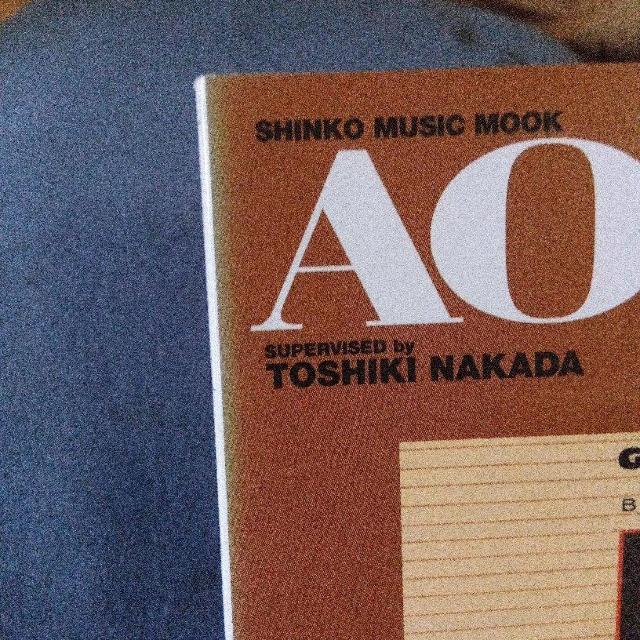 SHINKO MUSIC MOOK
AO
SUPERVISED by
TOSHIKI NAKADA
G
B